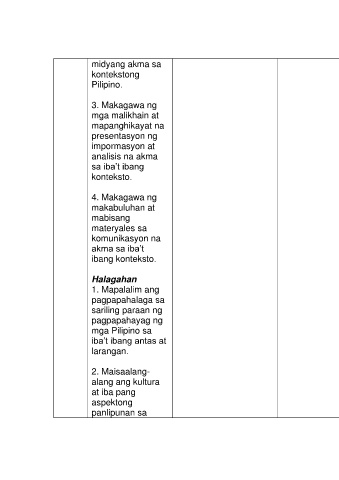 midyang akma sa
kontekstong
Pilipino.
3. Makagawa ng
mga malikhain at
mapanghikayat na
presentasyon ng
impormasyon at
analisis na akma
sa iba't ibang
konteksto.
4. Makagawa ng
makabuluhan at
mabisang
materyales sa
komunikasyon na
akma sa iba't
ibang konteksto.
Halagahan
1. Mapalalim ang
pagpapahalaga sa
sariling paraan ng
pagpapahayag ng
mga Pilipino sa
iba't ibang antas at
larangan.
2. Maisaalang-
alang ang kultura
at iba pang
aspektong
panlipunan sa